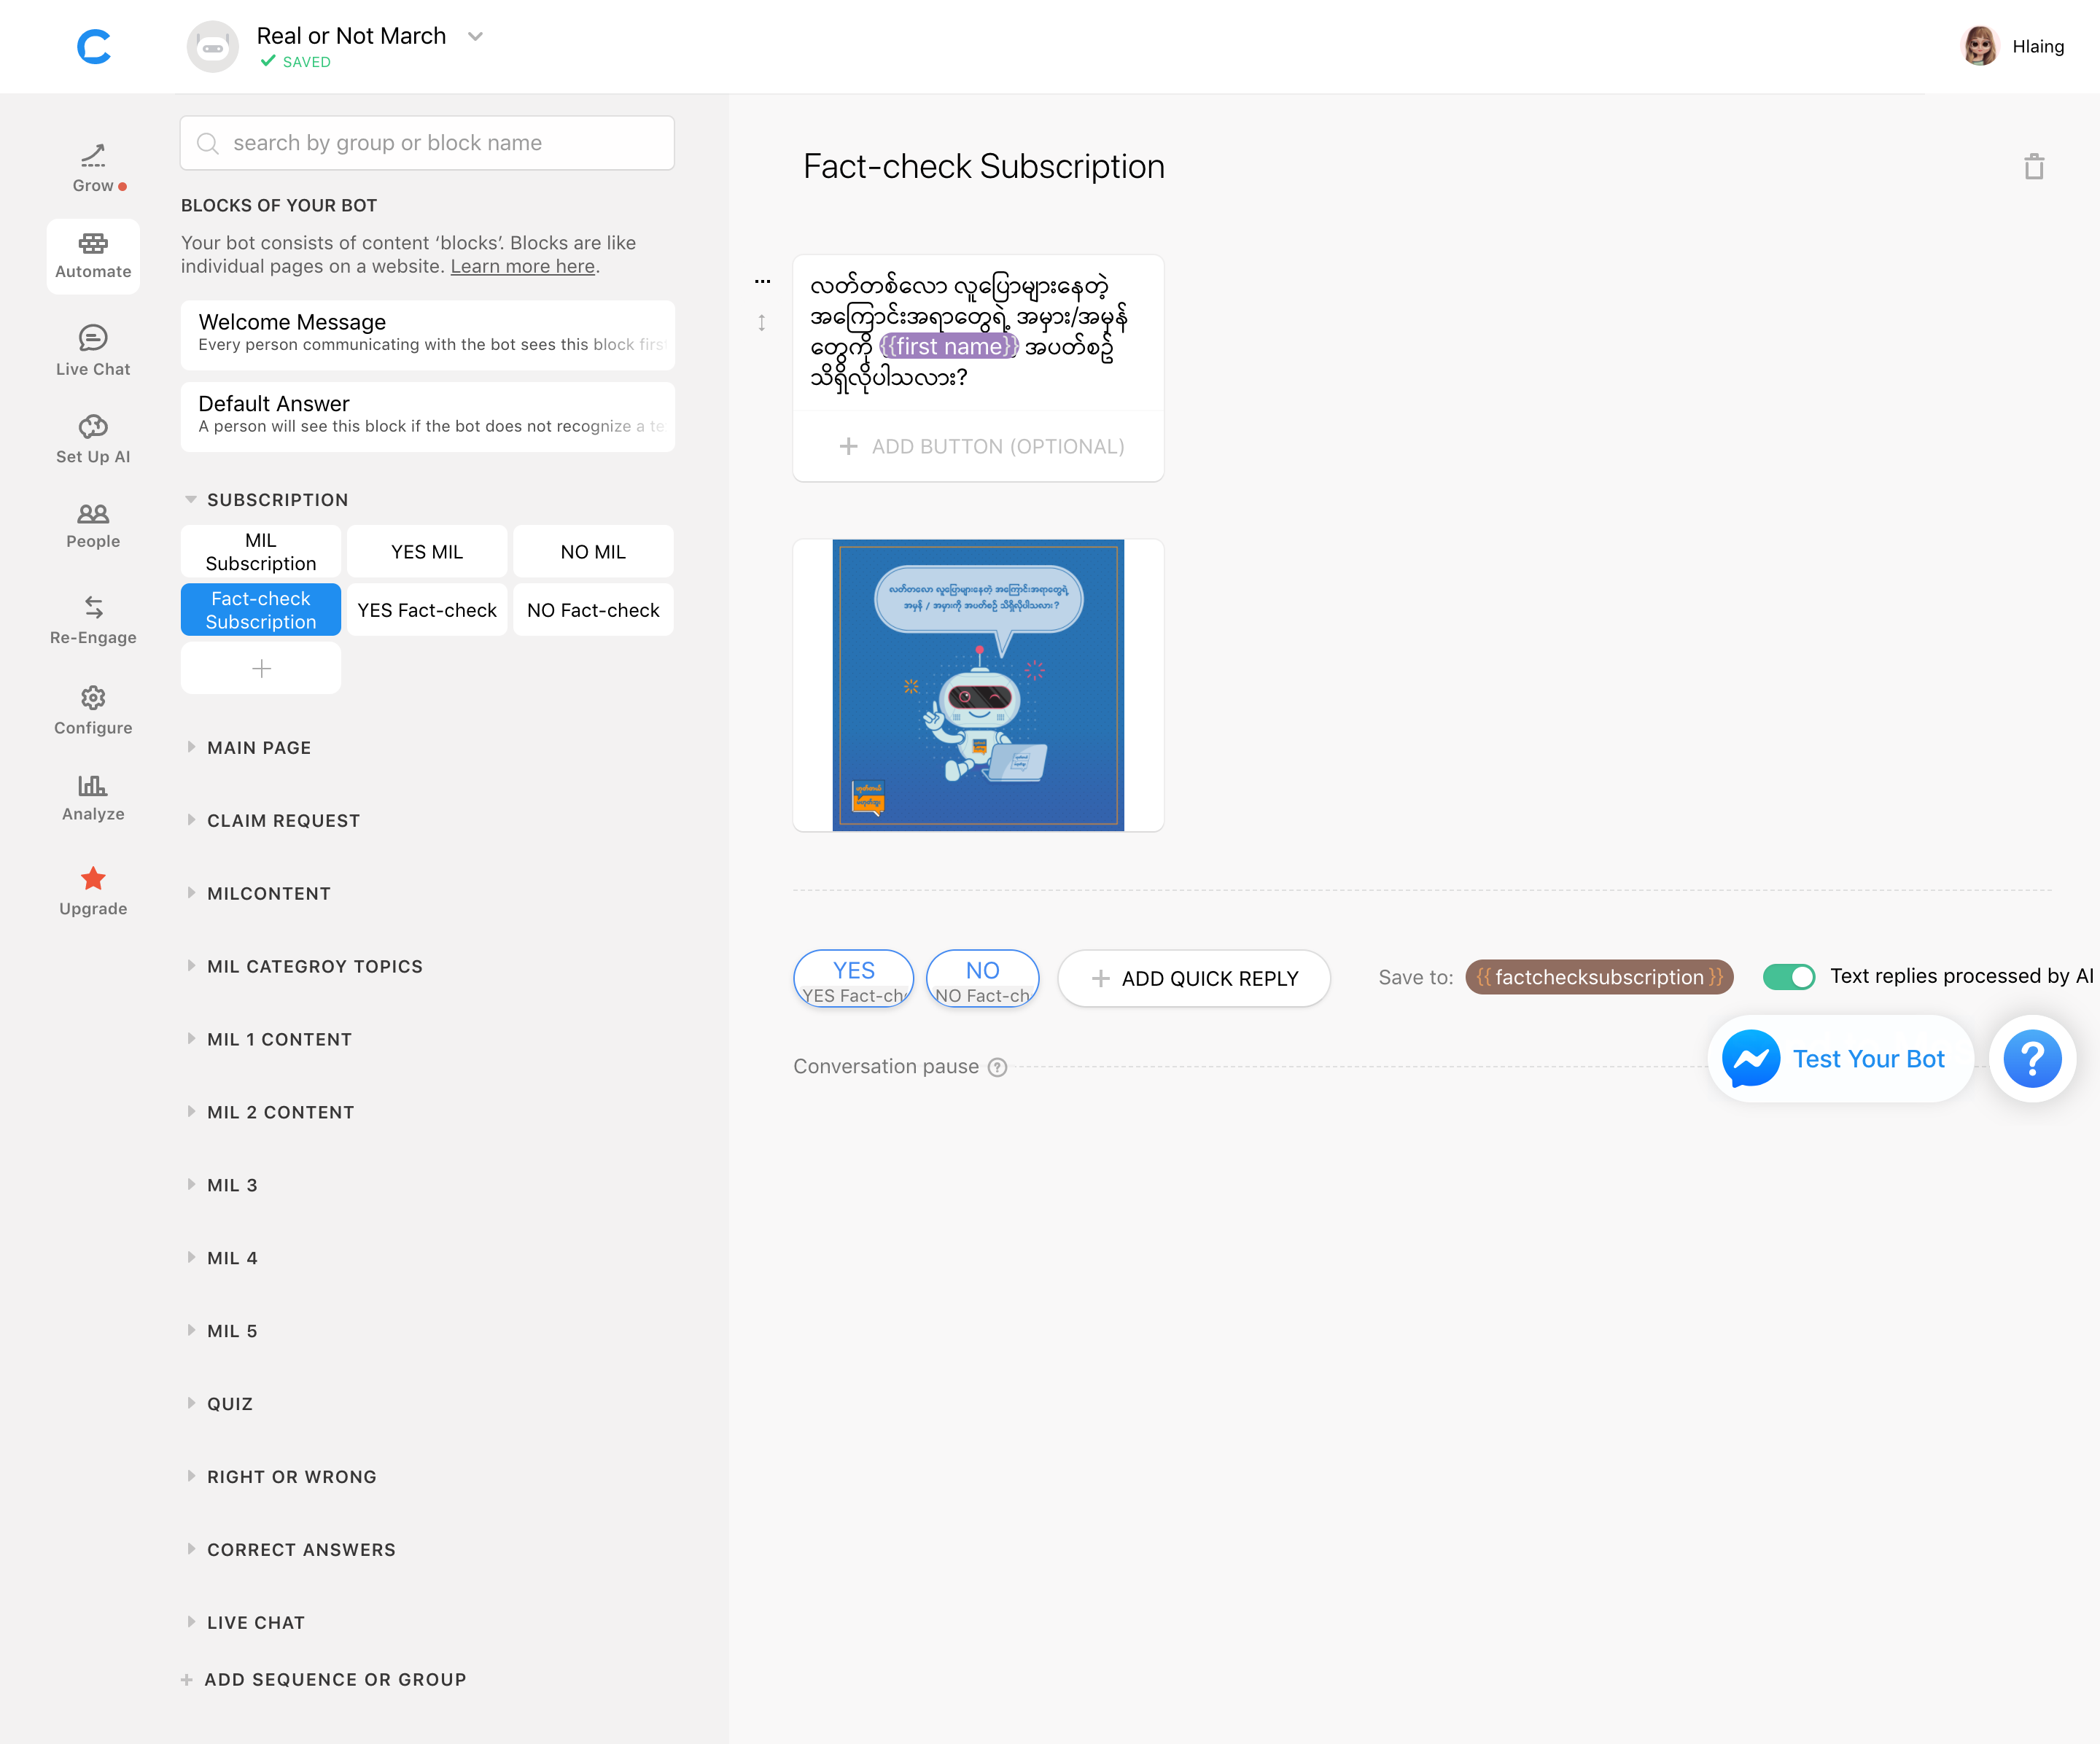 Real or Not March
SAVED
Hlaing
Grow
Automate
Live Chat
Set Up AI
People
Re-Engage
Configure
Analyze
Upgrade
search by group or block name
BLOCKS OF YOUR BOT
Your bot consists of content ‘blocks’. Blocks are like
individual pages on a website. Learn more here.
Welcome Message
Every person communicating with the bot sees this block first
Default Answer
A person will see this block if the bot does not recognize a te
SUBSCRIPTION
MIL
Subscription
YES MIL
NO MIL
Fact-check
Subscription
YES Fact-check
NO Fact-check
MAIN PAGE
CLAIM REQUEST
MILCONTENT
MIL CATEGROY TOPICS
MIL 1 CONTENT
MIL 2 CONTENT
MIL 3
MIL 4
MIL 5
QUIZ
RIGHT OR WRONG
CORRECT ANSWERS
LIVE CHAT
ADD SEQUENCE OR GROUP
Fact-check Subscription
လတ်တစ်လော လူပြောများနေတဲ့
အကြောင်းအရာတွေရဲ့ အမှား/အမှန်
တွေကို {{first name}} အပတ်စဥ်
သိရှိလိုပါသလား?
ADD BUTTON (OPTIONAL)
လတ်တလော လူပြောများနေတဲ့ အကြောင်းအရာတွေရဲ့
အမှန် / အမှားကို အပတ်စဉ် သိရှိလိုပါသလား ?
YES
YES Fact-ch
NO
NO Fact-ch
ADD QUICK REPLY
Save to: {{factchecksubscription}}
Text replies processed by AI
Conversation pause ?
Test Your Bot
?